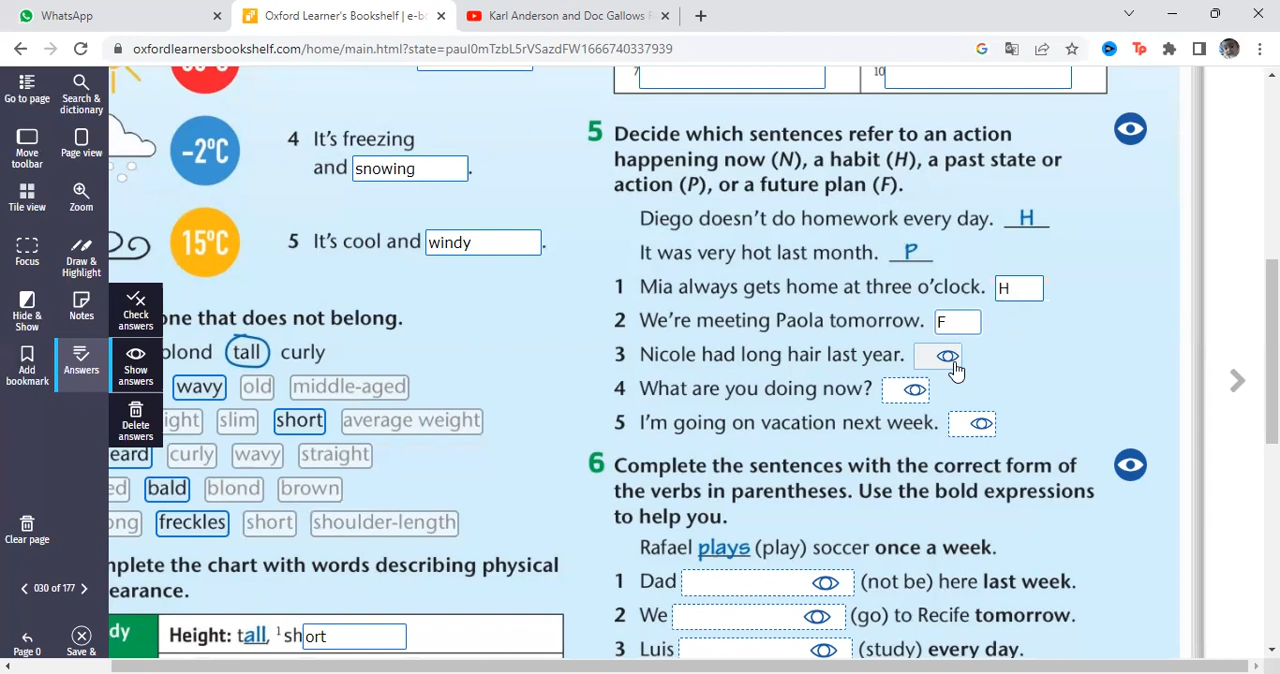 WhatsApp
Oxford Learner's Bookshelf | e-b
Karl Anderson and Doc Gallows
oxfordlearnersbookshelf.com/home/main.html?state=paul0mTzbL5rVSazdFW1666740337939
Go to page
Search & dictionary
Move toolbar
Page view
Tile view
Zoom
Focus
Draw & Highlight
Hide & Show
Notes
Add bookmark
Answers
Check answers
Show answers
Delete answers
Clear page
030 of 177
Page 0
Save &
-2°C
4 It's freezing
and snowing.
15°C
5 It's cool and windy.
one that does not belong.
blond tall curly
wavy old middle-aged
ight slim short average weight
eard curly wavy straight
ed bald blond brown
ong freckles short shoulder-length
nplete the chart with words describing physical
earance.
dy
Height: tall, 1 short
7
10
5 Decide which sentences refer to an action
happening now (N), a habit (H), a past state or
action (P), or a future plan (F).
Diego doesn't do homework every day. H
It was very hot last month. P
1 Mia always gets home at three o'clock. H
2 We're meeting Paola tomorrow. F
3 Nicole had long hair last year.
4 What are you doing now?
5 I'm going on vacation next week.
6 Complete the sentences with the correct form of
the verbs in parentheses. Use the bold expressions
to help you.
Rafael plays (play) soccer once a week.
1 Dad (not be) here last week.
2 We (go) to Recife tomorrow.
3 Luis (study) every day.